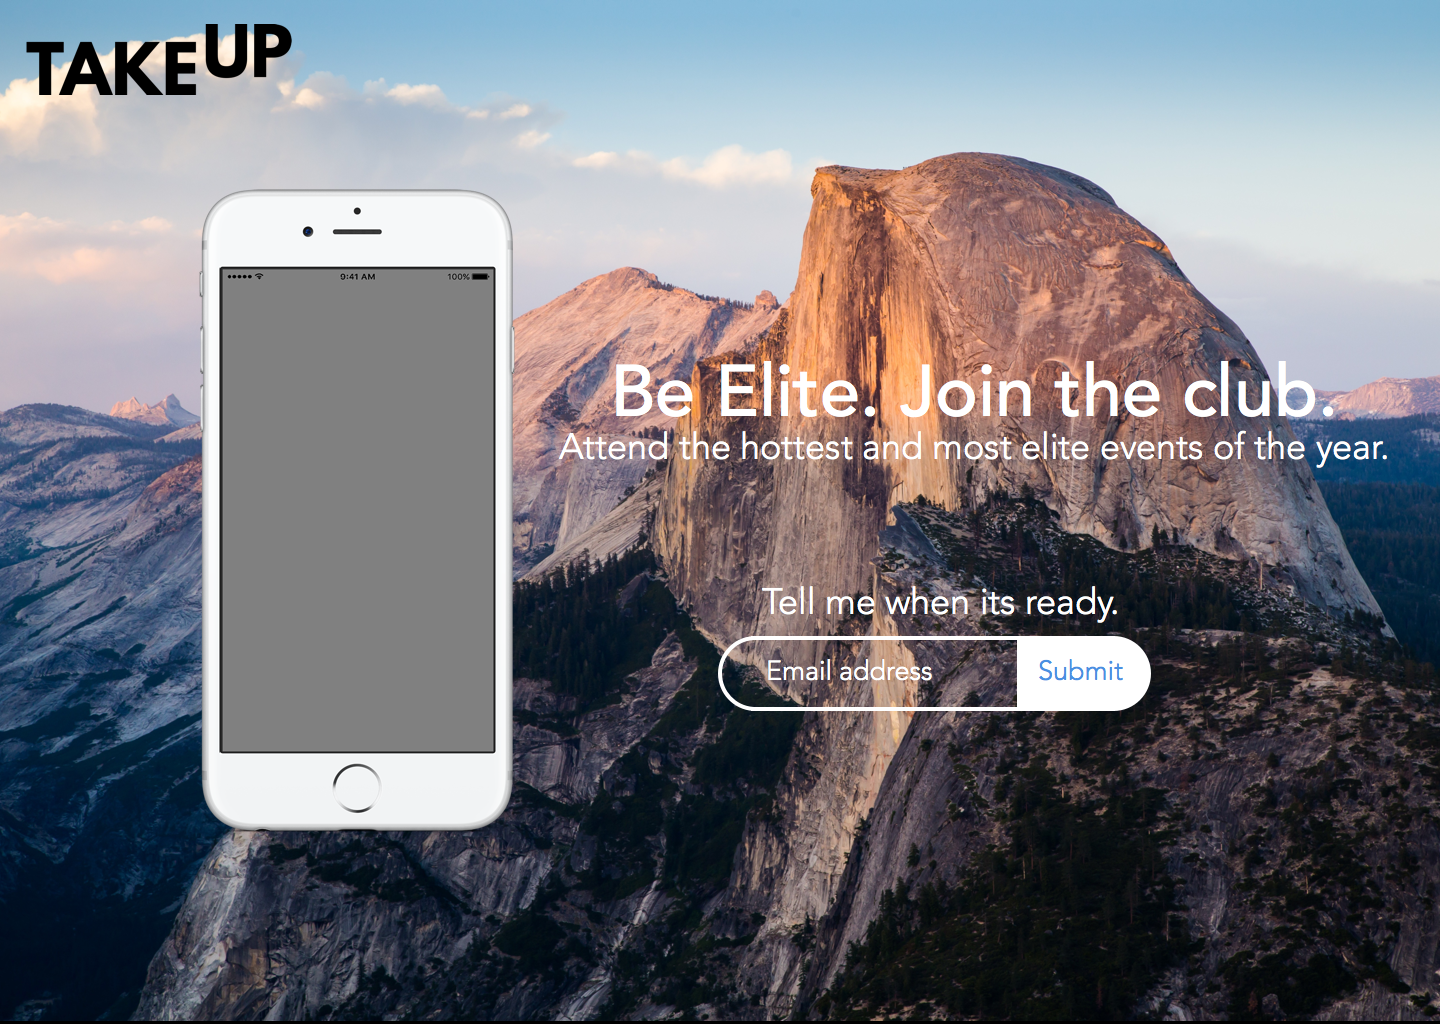 TAKEUP
9:41 AM 100%
Be Elite. Join the club.
Attend the hottest and most elite events of the year.
Tell me when its ready.
Email address Submit